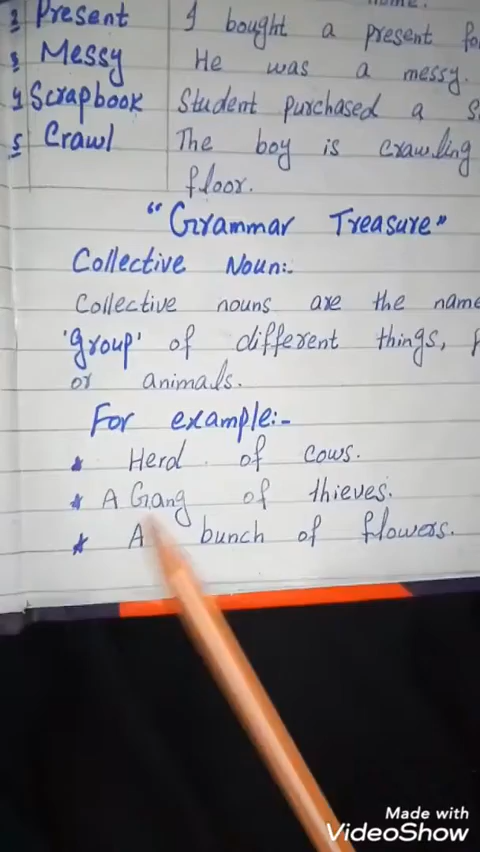 home.
2 Present I bought a present fo
3 Messy He was a messy.
4 Scrapbook Student purchased a s
5 Crawl The boy is crawling
floor.
"Grammar Treasure"
Collective Noun:-
Collective nouns are the name
'group' of different things, p
or animals.
For example:-
★ Herd of cows.
★ A Gang of thieves.
★ A bunch of flowers.
Made with
VideoShow